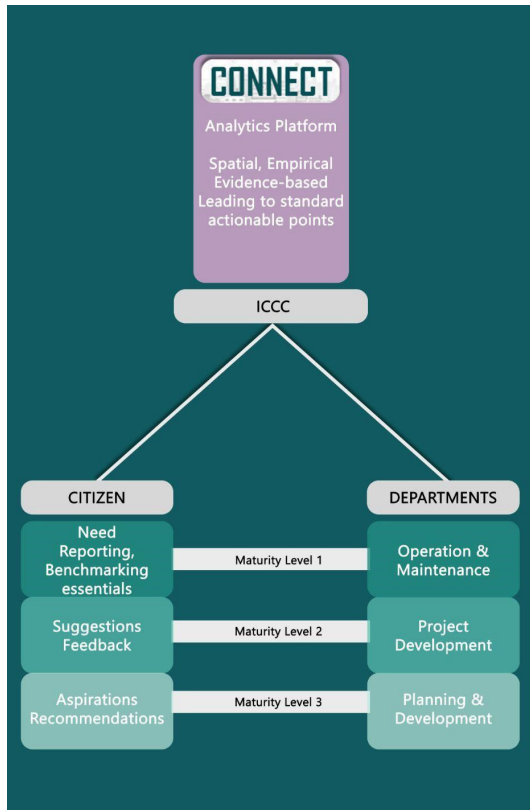 CONNECT
Analytics Platform
Spatial, Empirical
Evidence-based
Leading to standard
actionable points
ICCC
CITIZEN
DEPARTMENTS
Need
Reporting,
Benchmarking
essentials
Maturity Level 1
Operation &
Maintenance
Suggestions
Feedback
Maturity Level 2
Project
Development
Aspirations
Recommendations
Maturity Level 3
Planning &
Development